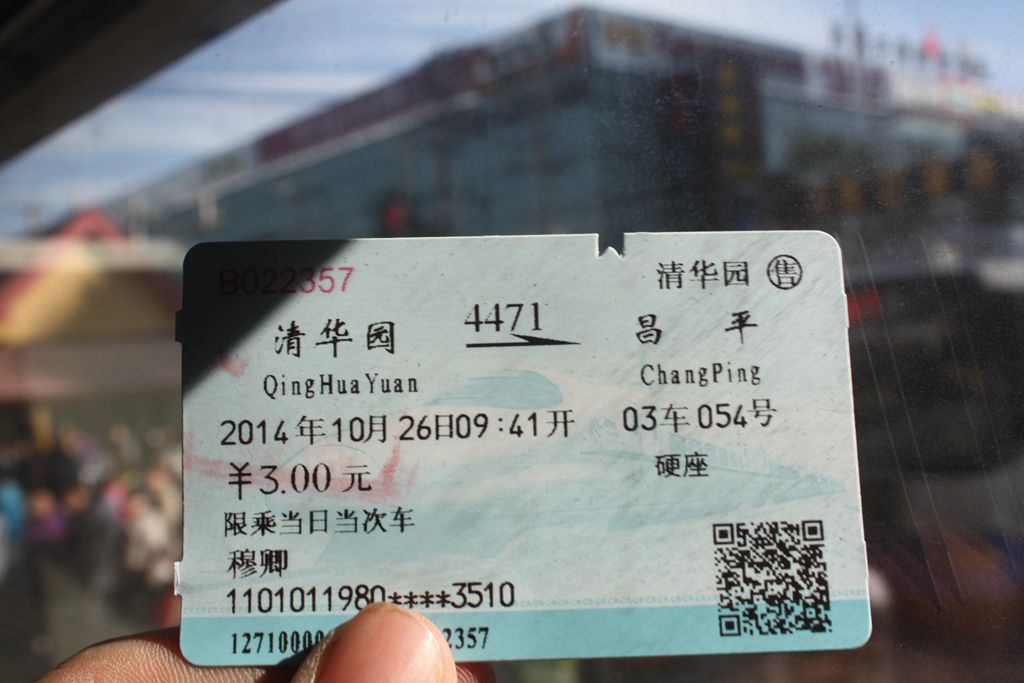 B022357 清华园 售
清华园 4471 昌 平
QingHuaYuan ChangPing
2014年10月26日09:41开 03车054号
￥3.00元 硬座
限乘当日当次车
穆卿
1101011980****3510
1271000 2357